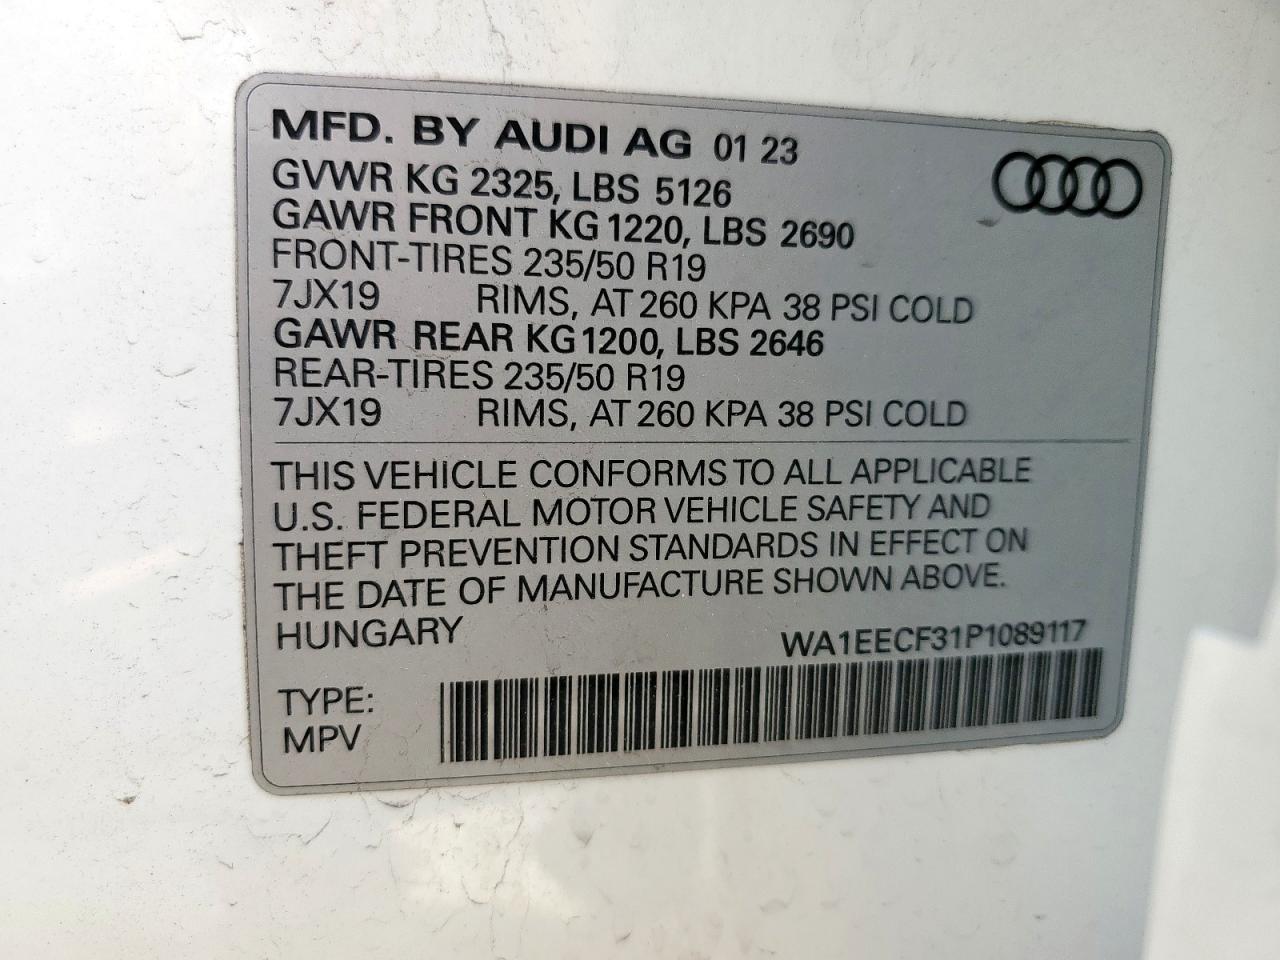 MFD. BY AUDI AG 01 23
GVWR KG 2325, LBS 5126
GAWR FRONT KG 1220, LBS 2690
FRONT-TIRES 235/50 R19
7JX19 RIMS, AT 260 KPA 38 PSI COLD
GAWR REAR KG 1200, LBS 2646
REAR-TIRES 235/50 R19
7JX19 RIMS, AT 260 KPA 38 PSI COLD
THIS VEHICLE CONFORMS TO ALL APPLICABLE
U.S. FEDERAL MOTOR VEHICLE SAFETY AND
THEFT PREVENTION STANDARDS IN EFFECT ON
THE DATE OF MANUFACTURE SHOWN ABOVE.
HUNGARY WA1EECF31P1089117
TYPE:
MPV